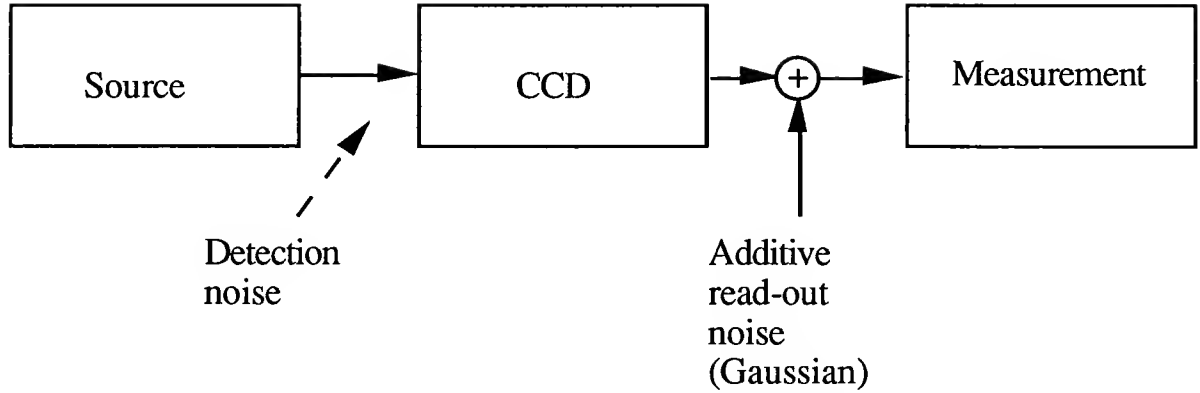 Source
CCD
+
Measurement
Detection
noise
Additive
read-out
noise
(Gaussian)